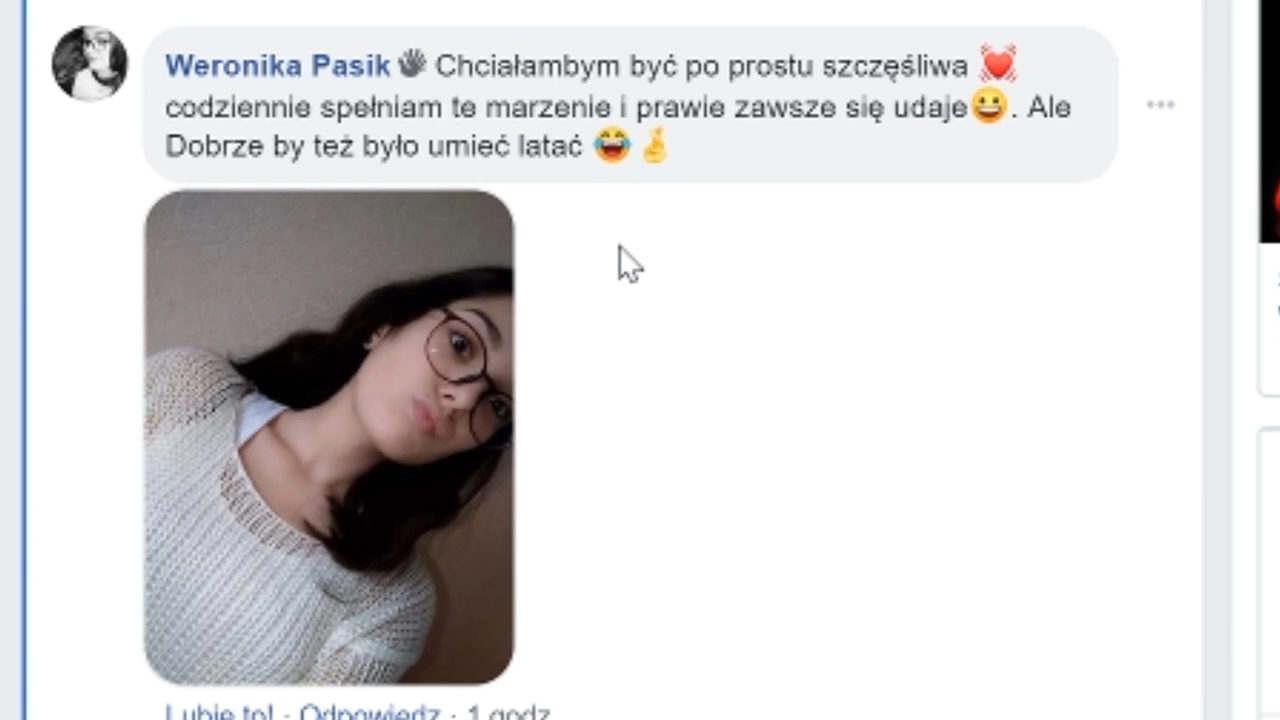 Weronika Pasik Chciałambym być po prostu szczęśliwa 💓
codziennie spełniam te marzenie i prawie zawsze się udaje😀. Ale
Dobrze by też było umieć latać 😂🤞
Lubię to! · Odpowiedz · 1 godz.